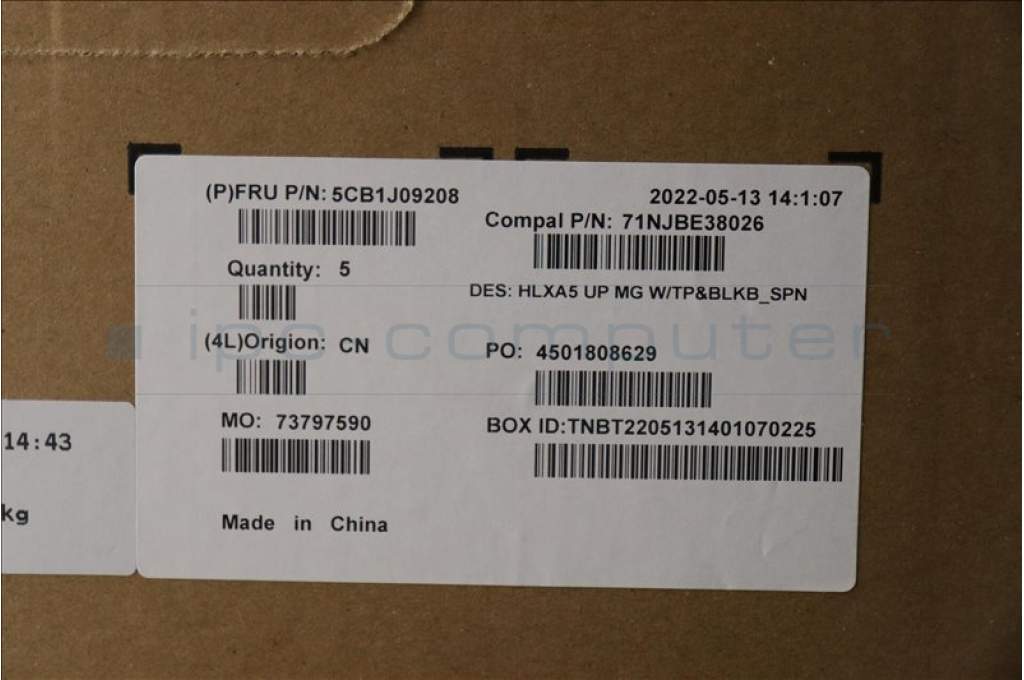 (P)FRU P/N: 5CB1J09208
2022-05-13 14:1:07
Compal P/N: 71NJBE38026
Quantity: 5
DES: HLXA5 UP MG W/TP&BLKB_SPN
ipc computer
(4L)Origion: CN
PO: 4501808629
MO: 73797590
BOX ID:TNBT2205131401070225
Made in China
14:43
kg